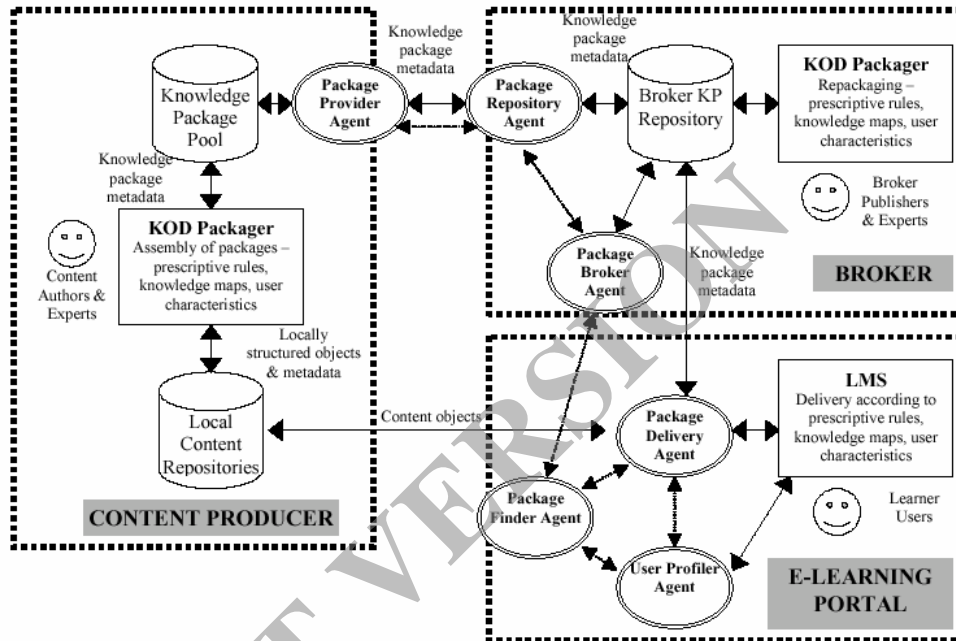 Knowledge
Package
Pool
Package
Provider
Agent
Knowledge
package
metadata
Package
Repository
Agent
Knowledge
package
metadata
Broker KP
Repository
KOD Packager
Repackaging –
prescriptive rules,
knowledge maps, user
characteristics
Knowledge
package
metadata
KOD Packager
Assembly of packages –
prescriptive rules,
knowledge maps, user
characteristics
Content
Authors &
Experts
Package
Broker
Agent
Knowledge
package
metadata
Broker
Publishers
& Experts
BROKER
Locally
structured objects
& metadata
Local
Content
Repositories
CONTENT PRODUCER
Content objects
Package
Delivery
Agent
LMS
Delivery according to
prescriptive rules,
knowledge maps, user
characteristics
Package
Finder Agent
User Profiler
Agent
Learner
Users
E-LEARNING
PORTAL
T VERSION